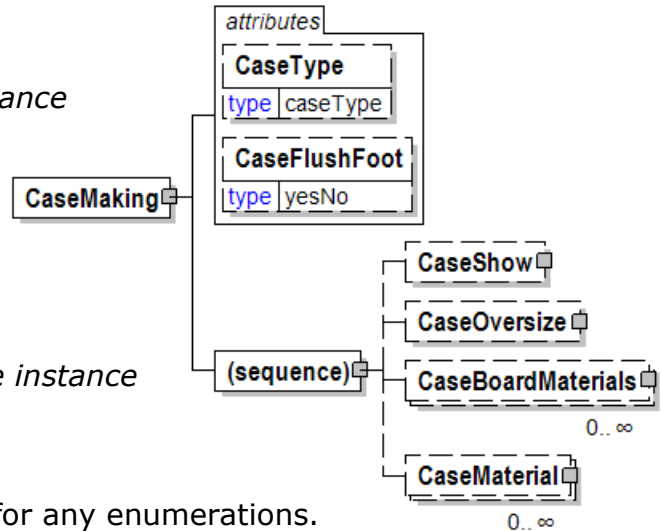 attributes
CaseType
type caseType
CaseFlushFoot
type yesNo
CaseMaking
CaseShow
CaseOversize
(sequence)
CaseBoardMaterials
0.. ∞
CaseMaterial
0.. ∞
e instance
for any enumerations.